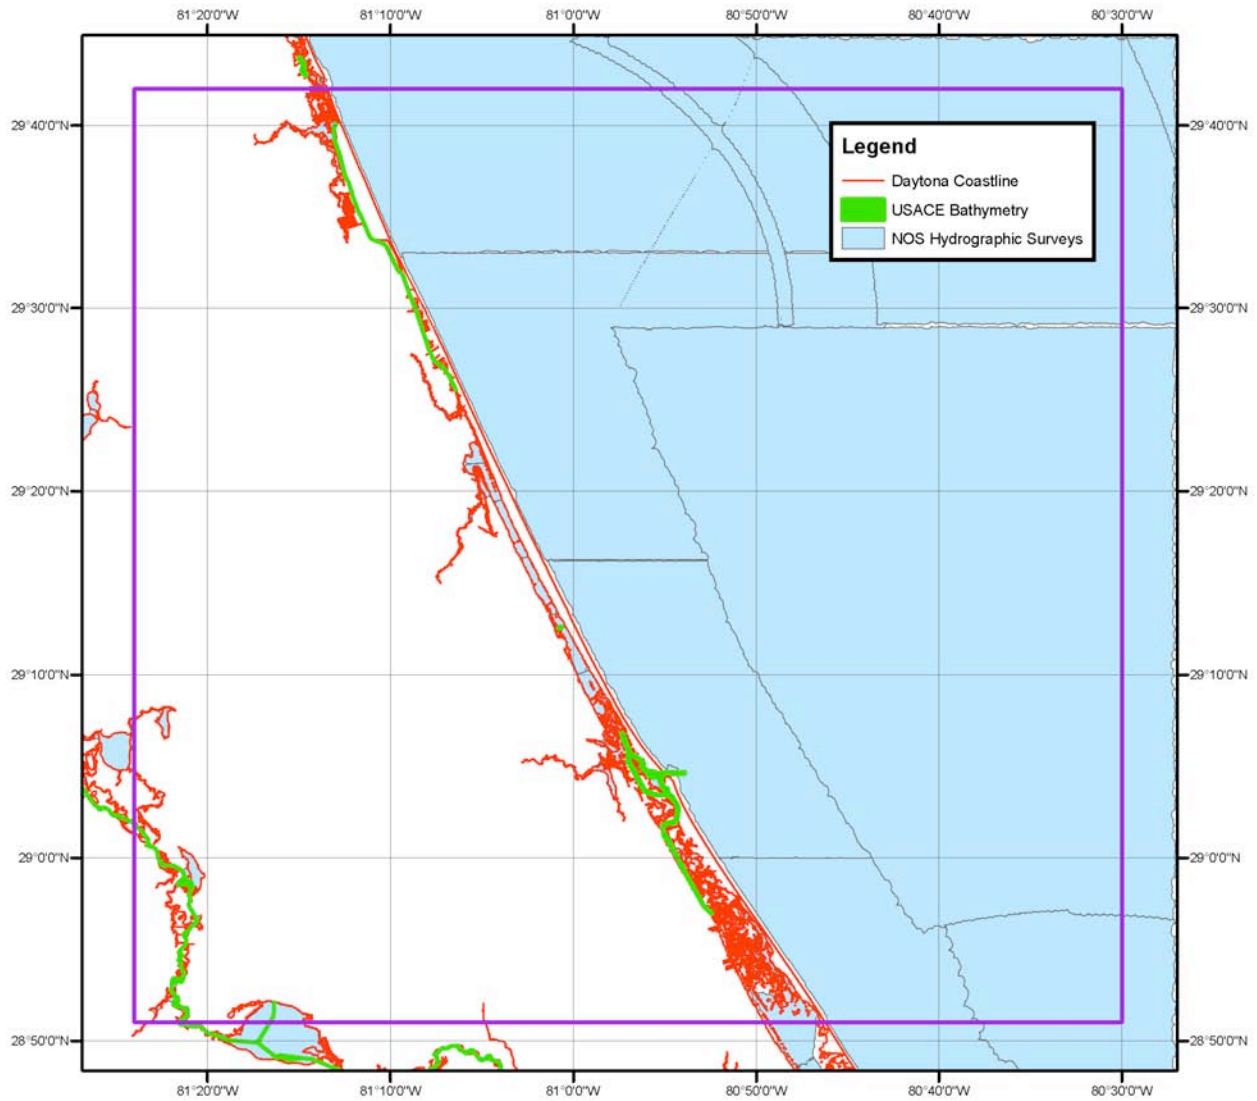 81°20'0"W 81°10'0"W 81°0'0"W 80°50'0"W 80°40'0"W 80°30'0"W
29°40'0"N 29°40'0"N
Legend
Daytona Coastline
USACE Bathymetry
NOS Hydrographic Surveys
29°30'0"N 29°30'0"N
29°20'0"N 29°20'0"N
29°10'0"N 29°10'0"N
29°0'0"N 29°0'0"N
28°50'0"N 28°50'0"N
81°20'0"W 81°10'0"W 81°0'0"W 80°50'0"W 80°40'0"W 80°30'0"W